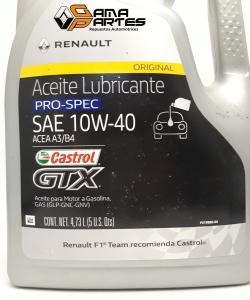 GAMA
PARTES
Repuestos Automotrices
RENAULT
ORIGINAL
Aceite Lubricante
PRO-SPEC
SAE 10W-40
ACEA A3/B4
Castrol
GTX
Aceite para Motor a Gasolina,
GAS (GLP-GNC-GNV)
CONT. NET. 4,73 L (5 U.S. Qts)
Renault F1® Team recomienda Castrol®